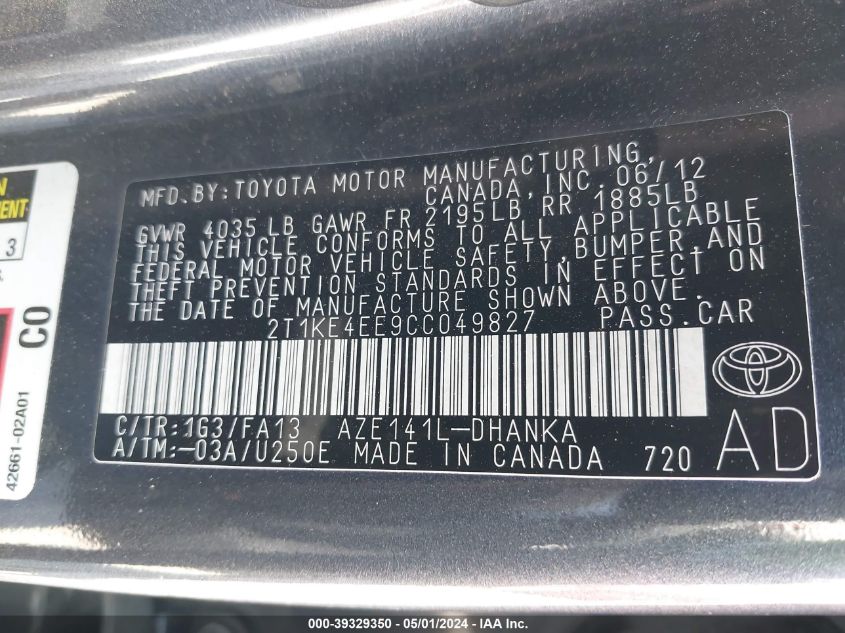 MFD. BY: TOYOTA MOTOR MANUFACTURING,
CANADA, INC. 06/12
GVWR 4035 LB GAWR FR 2195LB RR 1885LB
THIS VEHICLE CONFORMS TO ALL APPLICABLE
FEDERAL MOTOR VEHICLE SAFETY, BUMPER, AND
THEFT PREVENTION STANDARDS IN EFFECT ON
THE DATE OF MANUFACTURE SHOWN ABOVE.
2T1KE4EE9CC049827 PASS. CAR
C/TR: 1G3/FA13 AZE141L-DHANKA
A/TM: -03A/U250E MADE IN CANADA 720
AD
3
CO
42661-02A01
000-39329350 / 05/01/2024 - IAA Inc.